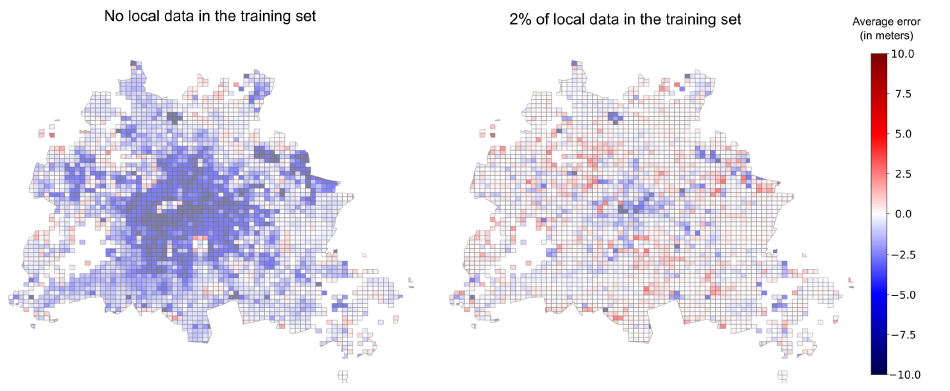 No local data in the training set
2% of local data in the training set
Average error
(in meters)
10.0
7.5
5.0
2.5
0.0
−2.5
−5.0
−7.5
−10.0